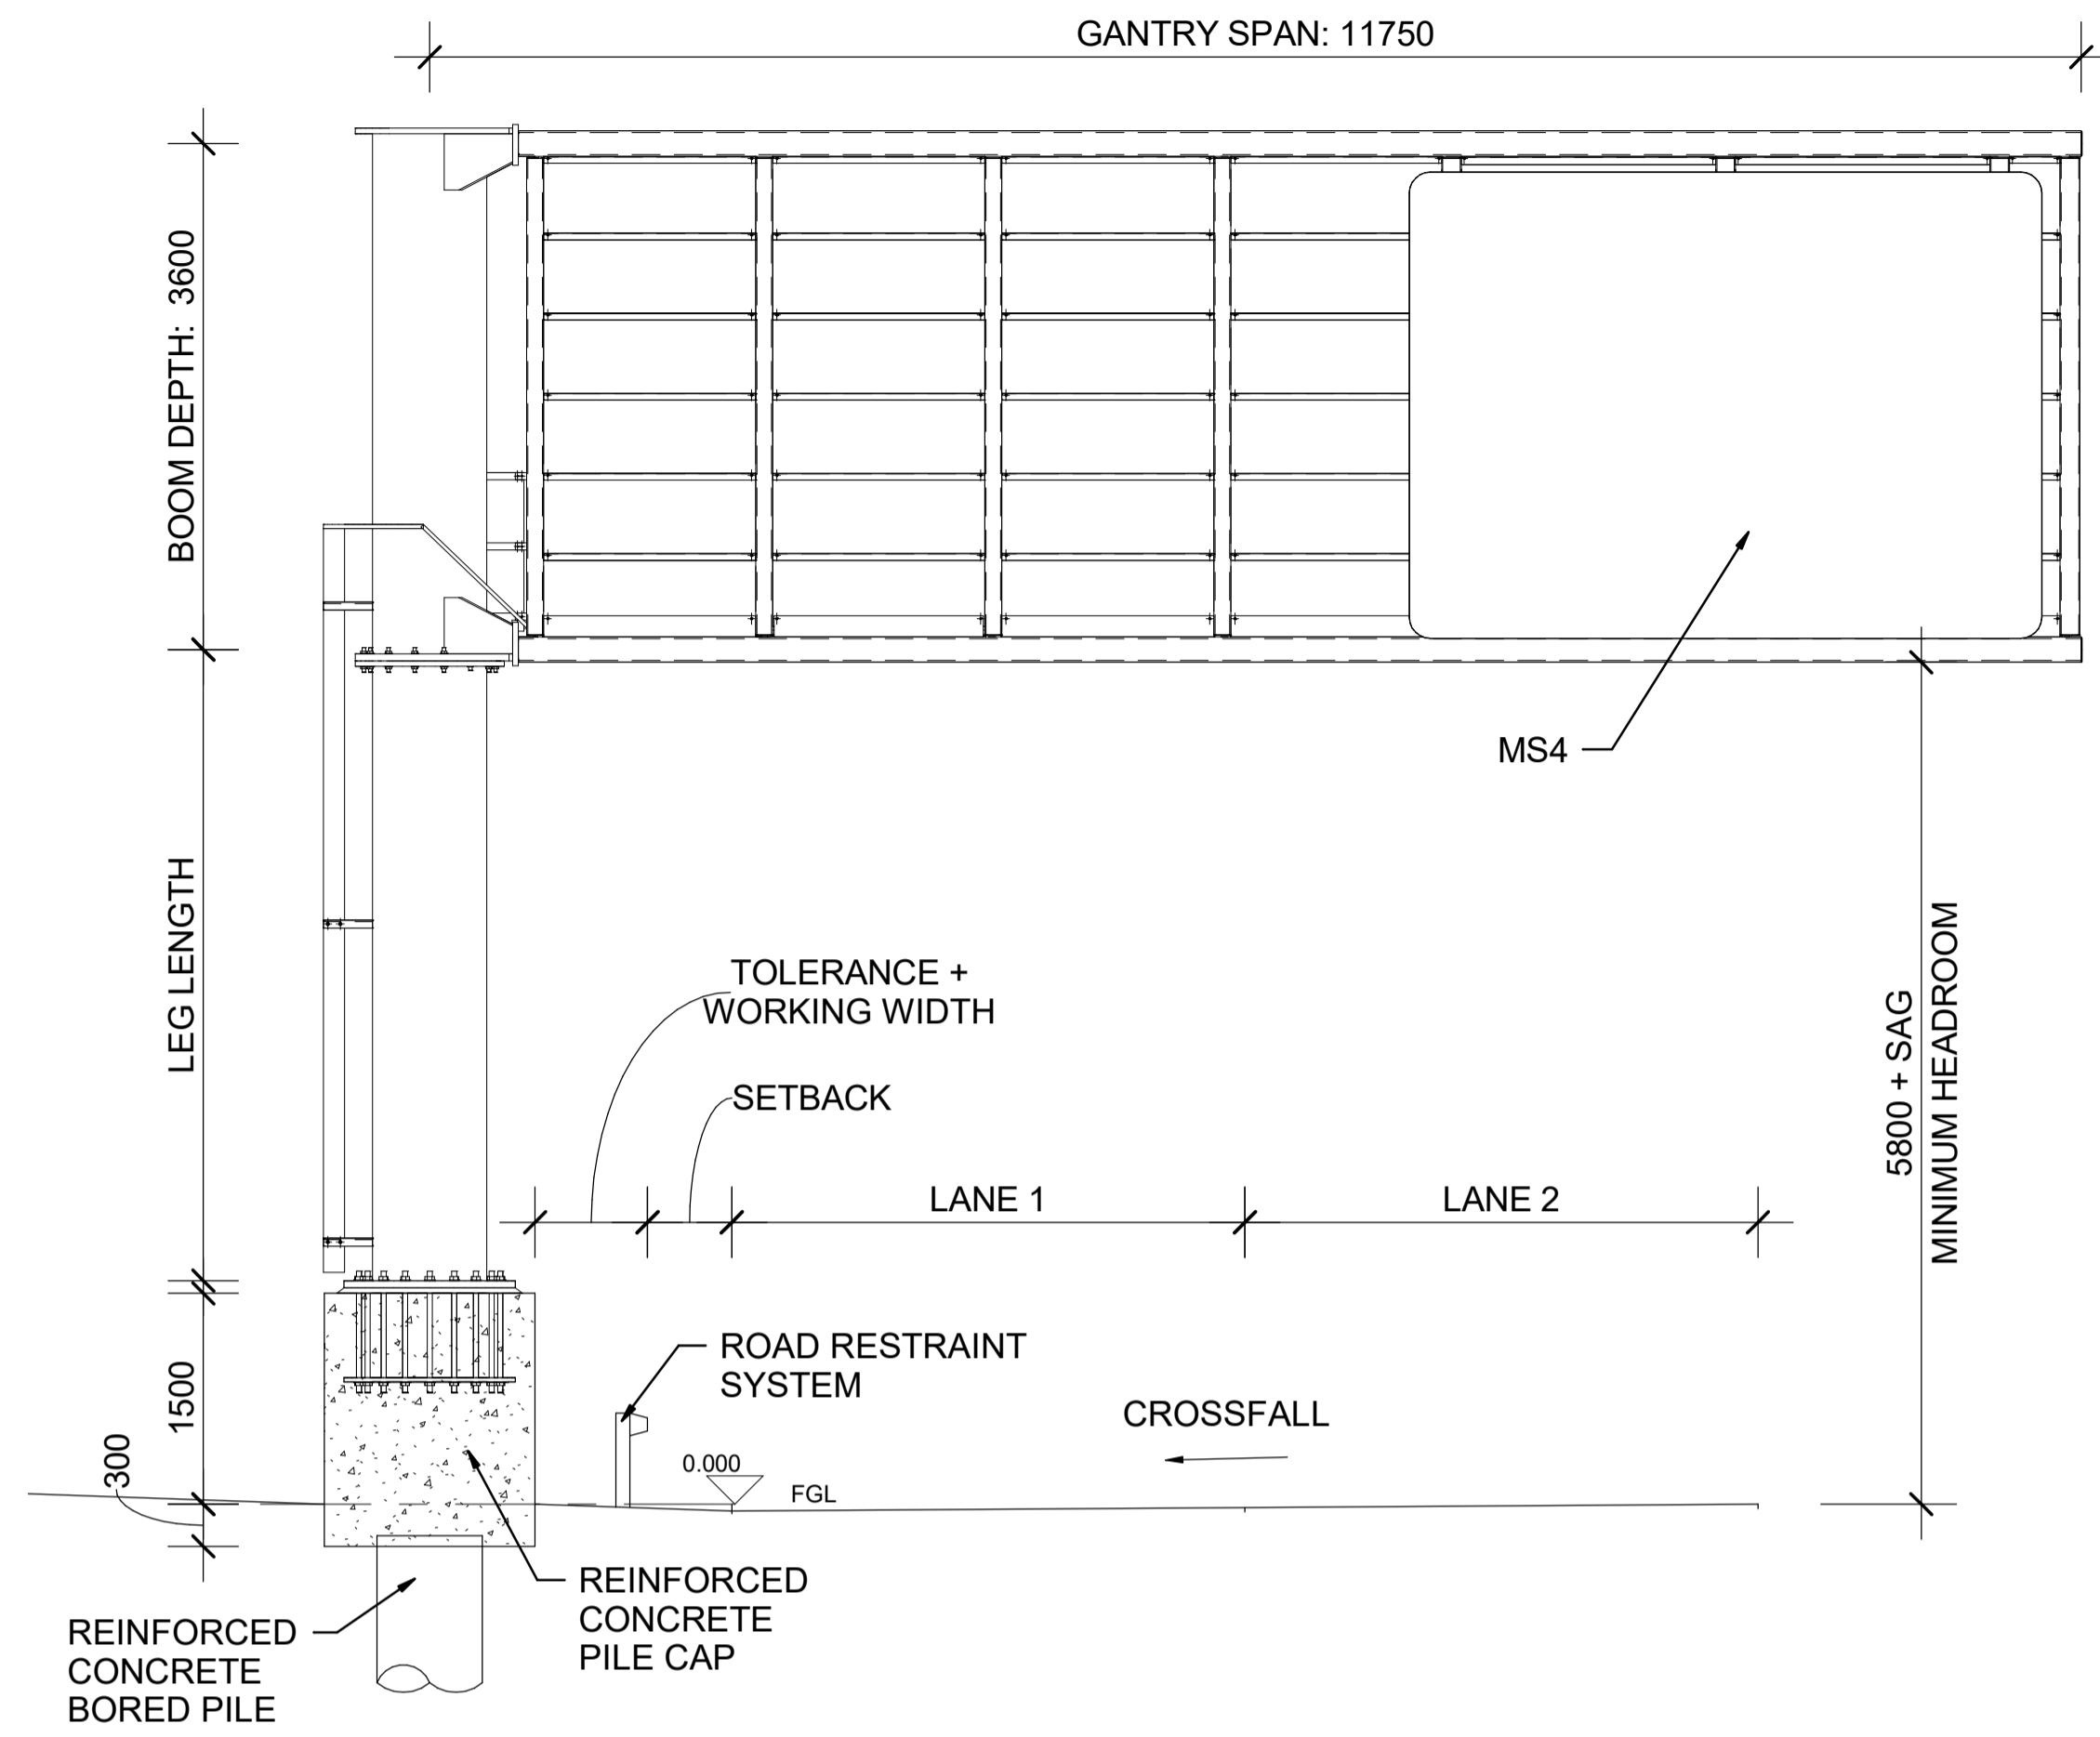 GANTRY SPAN: 11750
BOOM DEPTH: 3600
MS4
LEG LENGTH
TOLERANCE +
WORKING WIDTH
SETBACK
LANE 1
LANE 2
5800 + SAG
MINIMUM HEADROOM
ROAD RESTRAINT
SYSTEM
CROSSFALL
1500
300
0.000
FGL
REINFORCED
CONCRETE
PILE CAP
REINFORCED
CONCRETE
BORED PILE